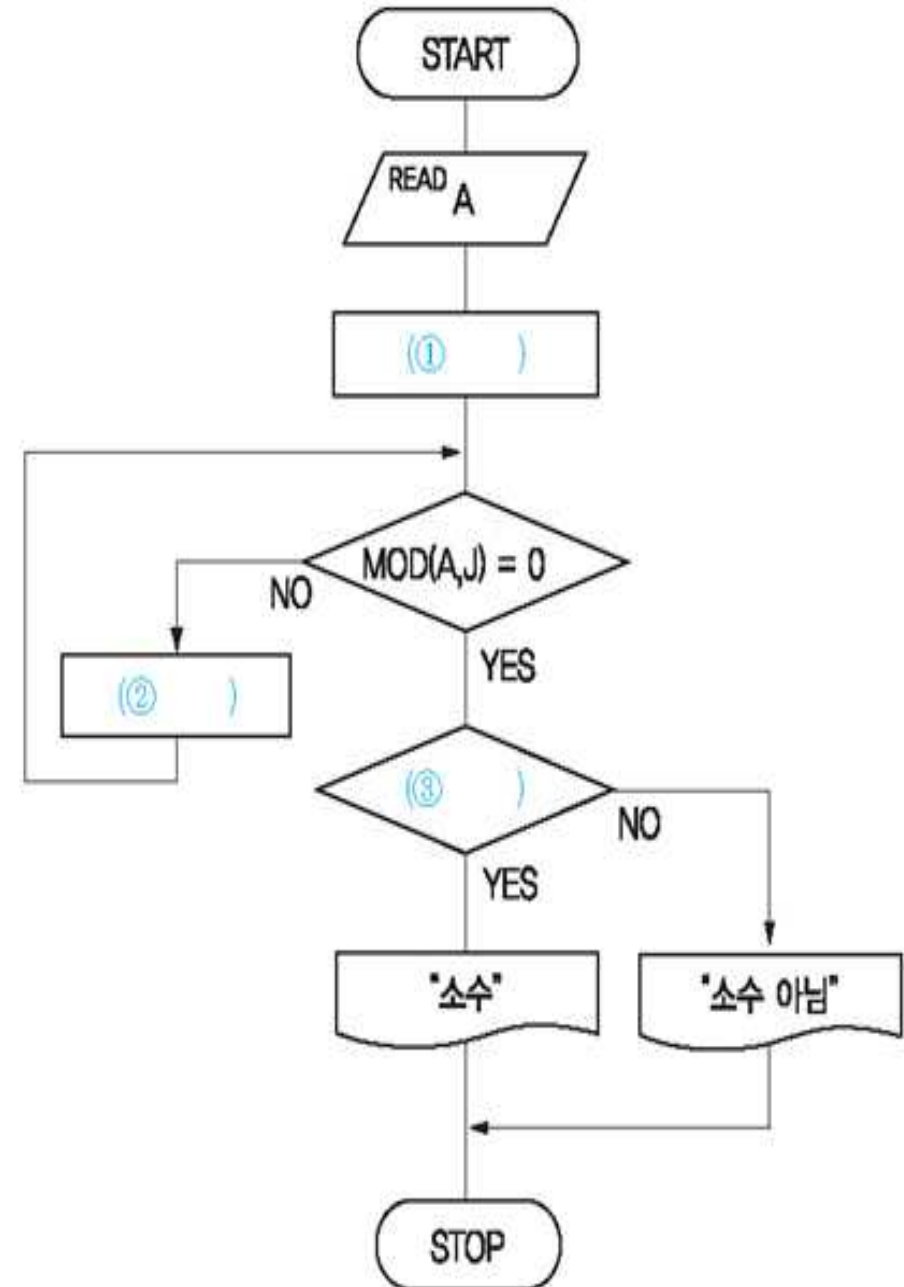 START
READ A
(① )
MOD(A,J) = 0
NO
YES
(② )
(③ )
NO
YES
"소수"
"소수 아님"
STOP